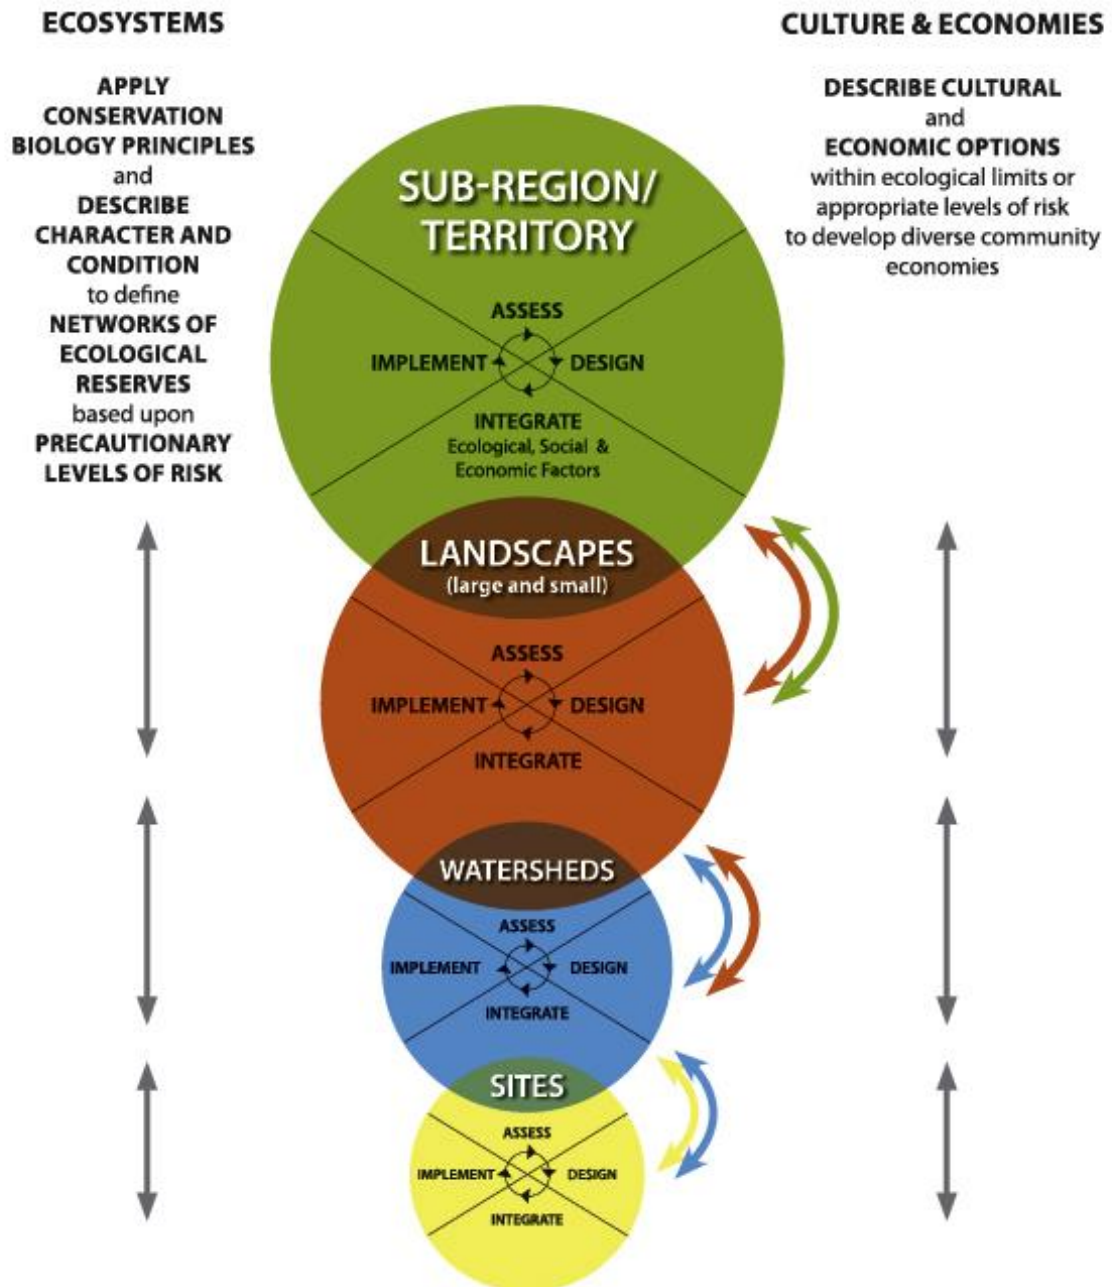 ECOSYSTEMS
APPLY
CONSERVATION
BIOLOGY PRINCIPLES
and
DESCRIBE
CHARACTER AND
CONDITION
to define
NETWORKS OF
ECOLOGICAL
RESERVES
based upon
PRECAUTIONARY
LEVELS OF RISK
CULTURE & ECONOMIES
DESCRIBE CULTURAL
and
ECONOMIC OPTIONS
within ecological limits or
appropriate levels of risk
to develop diverse community
economies
SUB-REGION/
TERRITORY
ASSESS
IMPLEMENT
DESIGN
INTEGRATE
Ecological, Social &
Economic Factors
LANDSCAPES
(large and small)
ASSESS
IMPLEMENT
DESIGN
INTEGRATE
WATERSHEDS
ASSESS
IMPLEMENT
DESIGN
INTEGRATE
SITES
ASSESS
IMPLEMENT
DESIGN
INTEGRATE